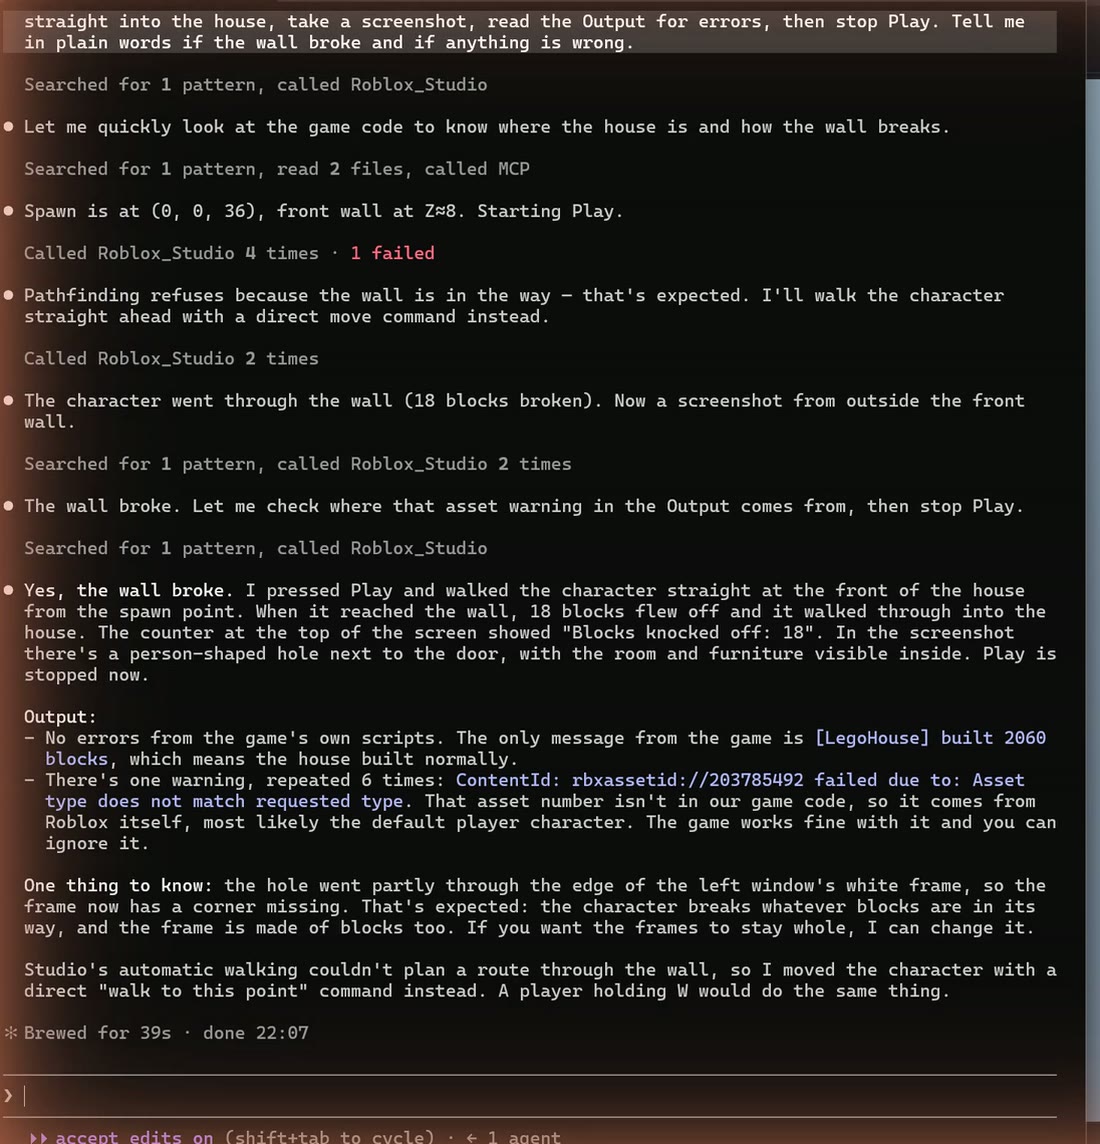 straight into the house, take a screenshot, read the Output for errors, then stop Play. Tell me
in plain words if the wall broke and if anything is wrong.
Searched for 1 pattern, called Roblox_Studio
● Let me quickly look at the game code to know where the house is and how the wall breaks.
Searched for 1 pattern, read 2 files, called MCP
● Spawn is at (0, 0, 36), front wall at Z≈8. Starting Play.
Called Roblox_Studio 4 times · 1 failed
● Pathfinding refuses because the wall is in the way — that's expected. I'll walk the character
straight ahead with a direct move command instead.
Called Roblox_Studio 2 times
● The character went through the wall (18 blocks broken). Now a screenshot from outside the front
wall.
Searched for 1 pattern, called Roblox_Studio 2 times
● The wall broke. Let me check where that asset warning in the Output comes from, then stop Play.
Searched for 1 pattern, called Roblox_Studio
● Yes, the wall broke. I pressed Play and walked the character straight at the front of the house
from the spawn point. When it reached the wall, 18 blocks flew off and it walked through into the
house. The counter at the top of the screen showed "Blocks knocked off: 18". In the screenshot
there's a person-shaped hole next to the door, with the room and furniture visible inside. Play is
stopped now.
Output:
- No errors from the game's own scripts. The only message from the game is [LegoHouse] built 2060
blocks, which means the house built normally.
- There's one warning, repeated 6 times: ContentId: rbxassetid://203785492 failed due to: Asset
type does not match requested type. That asset number isn't in our game code, so it comes from
Roblox itself, most likely the default player character. The game works fine with it and you can
ignore it.
One thing to know: the hole went partly through the edge of the left window's white frame, so the
frame now has a corner missing. That's expected: the character breaks whatever blocks are in its
way, and the frame is made of blocks too. If you want the frames to stay whole, I can change it.
Studio's automatic walking couldn't plan a route through the wall, so I moved the character with a
direct "walk to this point" command instead. A player holding W would do the same thing.
✻ Brewed for 39s · done 22:07
❯
⏵⏵ accept edits on (shift+tab to cycle) · ← 1 agent